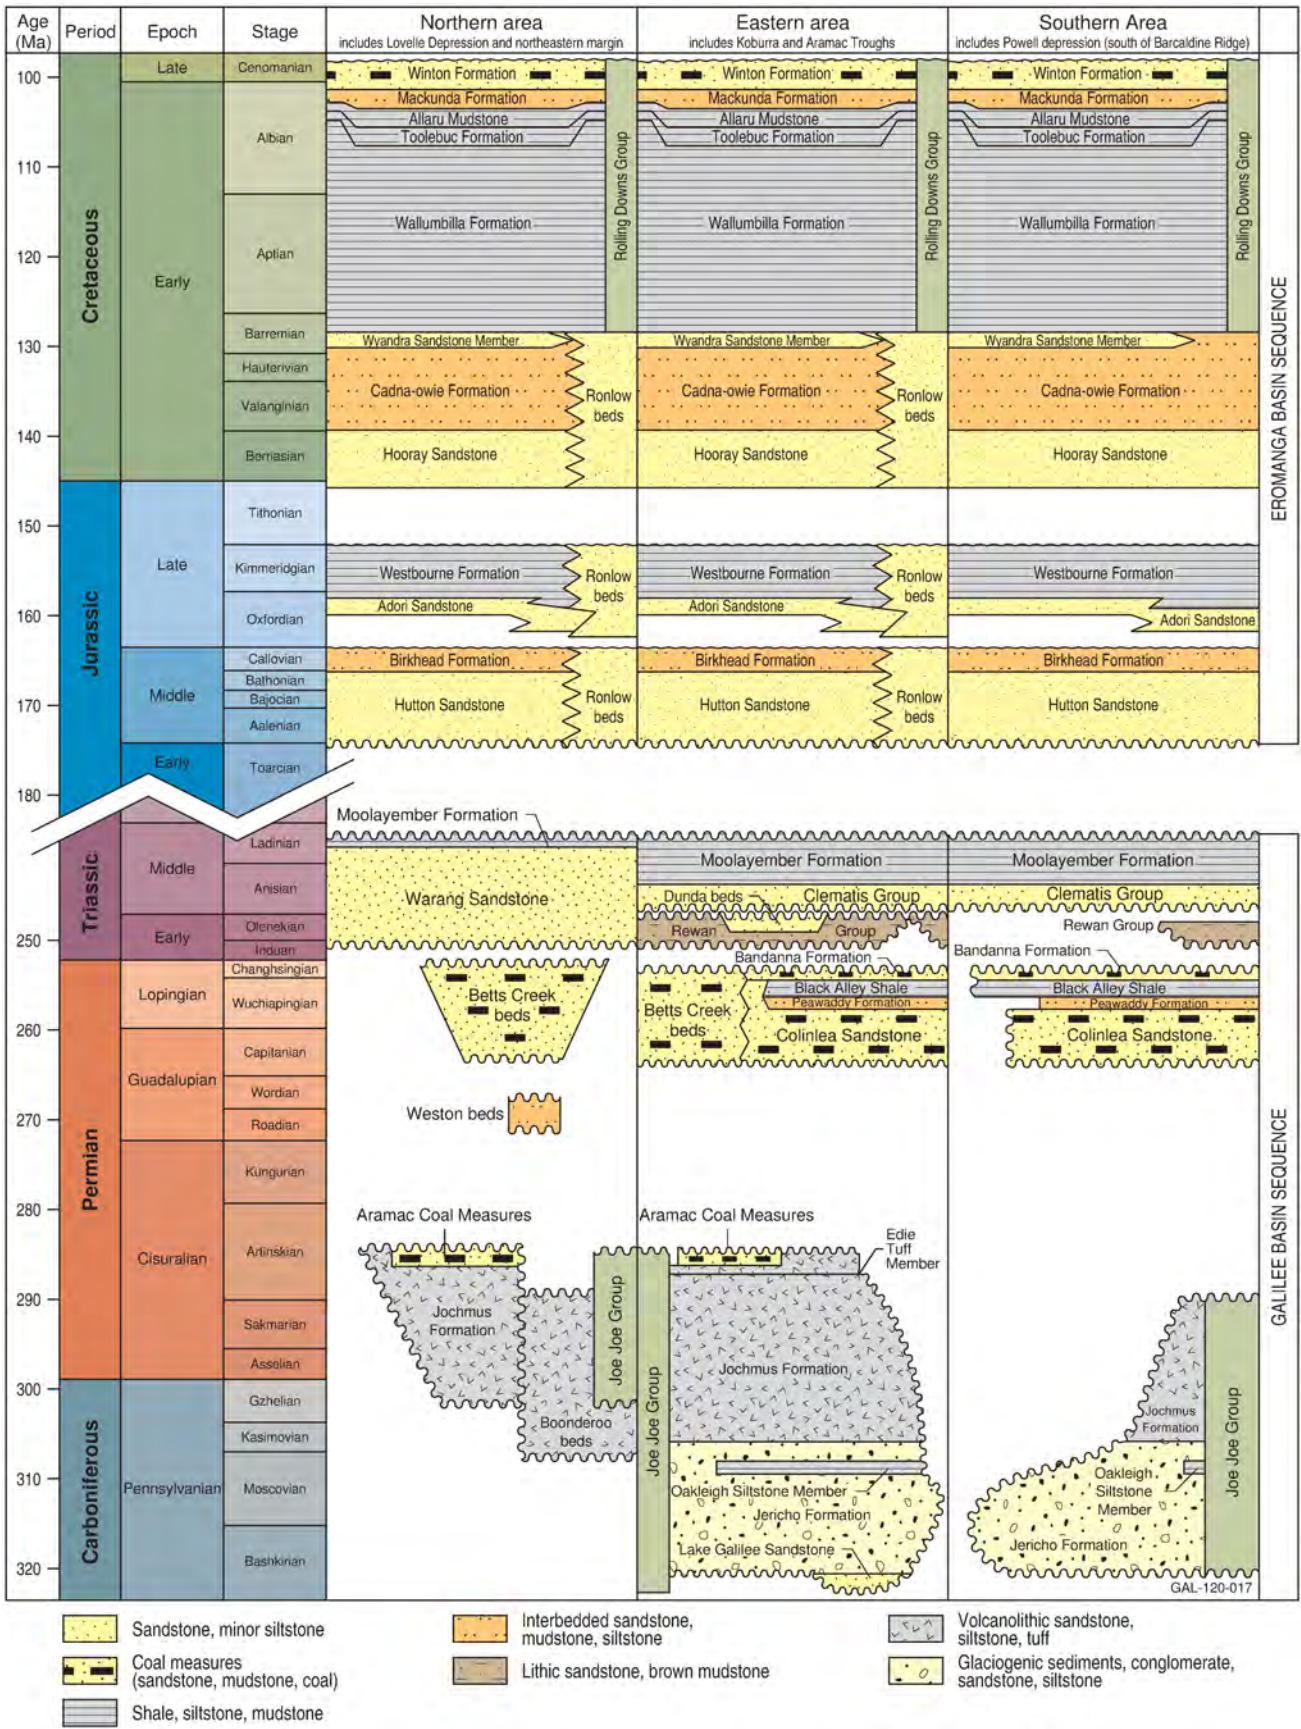 Age
(Ma)
Period
Epoch
Stage
Northern area
includes Lovelle Depression and northeastern margin
Eastern area
includes Koburra and Aramac Troughs
Southern Area
includes Powell depression (south of Barcaldine Ridge)
100
110
120
130
140
150
160
170
180
250
260
270
280
290
300
310
320
Cretaceous
Jurassic
Triassic
Permian
Carboniferous
Late
Early
Late
Middle
Early
Middle
Early
Lopingian
Guadalupian
Cisuralian
Pennsylvanian
Cenomanian
Albian
Aptian
Barremian
Hauterivian
Valanginian
Berriasian
Tithonian
Kimmeridgian
Oxfordian
Callovian
Bathonian
Bajocian
Aalenian
Toarcian
Ladinian
Anisian
Olenekian
Induan
Changhsingian
Wuchiapingian
Capitanian
Wordian
Roadian
Kungurian
Artinskian
Sakmarian
Asselian
Gzhelian
Kasimovian
Moscovian
Bashkirian
Winton Formation
Mackunda Formation
Allaru Mudstone
Toolebuc Formation
Wallumbilla Formation
Rolling Downs Group
Wyandra Sandstone Member
Cadna-owie Formation
Ronlow
beds
Hooray Sandstone
Westbourne Formation
Ronlow
beds
Adori Sandstone
Birkhead Formation
Hutton Sandstone
Ronlow
beds
Moolayember Formation
Warang Sandstone
Betts Creek
beds
Weston beds
Aramac Coal Measures
Jochmus
Formation
Boonderoo
beds
Joe Joe Group
Winton Formation
Mackunda Formation
Allaru Mudstone
Toolebuc Formation
Wallumbilla Formation
Rolling Downs Group
Wyandra Sandstone Member
Cadna-owie Formation
Ronlow
beds
Hooray Sandstone
Westbourne Formation
Ronlow
beds
Adori Sandstone
Birkhead Formation
Hutton Sandstone
Ronlow
beds
Moolayember Formation
Dunda beds
Clematis Group
Rewan Group
Bandanna Formation
Black Alley Shale
Peawaddy Formation
Betts Creek
beds
Colinlea Sandstone
Aramac Coal Measures
Edie
Tuff
Member
Jochmus Formation
Joe Joe Group
Oakleigh Siltstone Member
Jericho Formation
Lake Galilee Sandstone
Winton Formation
Mackunda Formation
Allaru Mudstone
Toolebuc Formation
Wallumbilla Formation
Rolling Downs Group
Wyandra Sandstone Member
Cadna-owie Formation
Hooray Sandstone
Westbourne Formation
Adori Sandstone
Birkhead Formation
Hutton Sandstone
Moolayember Formation
Clematis Group
Rewan Group
Bandanna Formation
Black Alley Shale
Peawaddy Formation
Colinlea Sandstone
Jochmus
Formation
Oakleigh
Siltstone
Member
Jericho Formation
Joe Joe Group
GAL-120-017
EROMANGA BASIN SEQUENCE
GALILEE BASIN SEQUENCE
Sandstone, minor siltstone
Coal measures
(sandstone, mudstone, coal)
Shale, siltstone, mudstone
Interbedded sandstone,
mudstone, siltstone
Lithic sandstone, brown mudstone
Volcanolithic sandstone,
siltstone, tuff
Glaciogenic sediments, conglomerate,
sandstone, siltstone